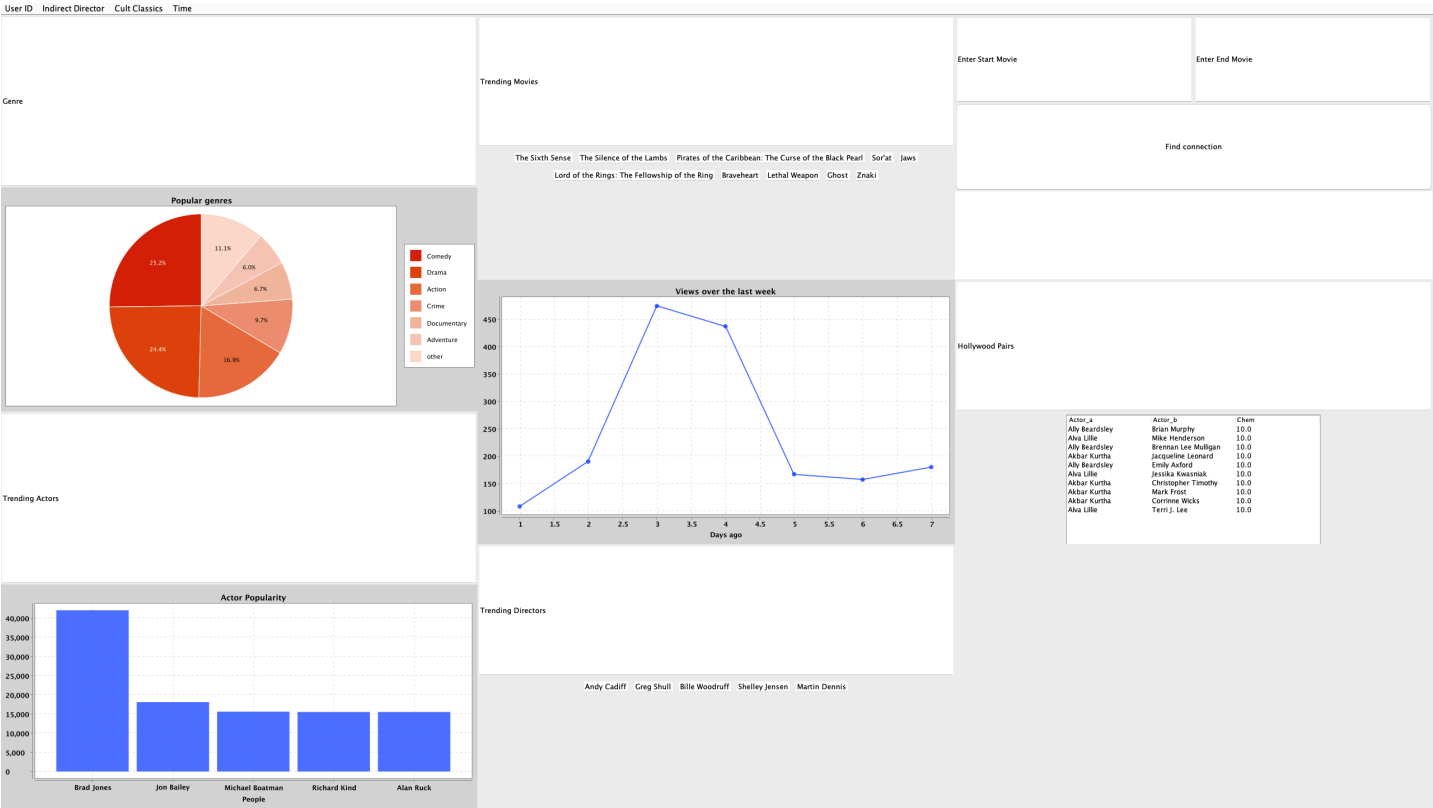 User ID Indirect Director Cult Classics Time
Genre
Popular genres
25.2%
24.4%
16.9%
9.7%
6.7%
6.0%
11.1%
Comedy
Drama
Action
Crime
Documentary
Adventure
other
Trending Actors
Actor Popularity
40,000
35,000
30,000
25,000
20,000
15,000
10,000
5,000
0
Brad Jones Jon Bailey Michael Boatman Richard Kind Alan Ruck
People
Trending Movies
The Sixth Sense The Silence of the Lambs Pirates of the Caribbean: The Curse of the Black Pearl Sor'at Jaws
Lord of the Rings: The Fellowship of the Ring Braveheart Lethal Weapon Ghost Znaki
Views over the last week
450
400
350
300
250
200
150
100
1 1.5 2 2.5 3 3.5 4 4.5 5 5.5 6 6.5 7
Days ago
Trending Directors
Andy Cadiff Greg Shull Bille Woodruff Shelley Jensen Martin Dennis
Enter Start Movie Enter End Movie
Find connection
Hollywood Pairs
Actor_a Actor_b Chem
Ally Beardsley Brian Murphy 10.0
Alva Lillie Mike Henderson 10.0
Ally Beardsley Brennan Lee Mulligan 10.0
Akbar Kurtha Jacqueline Leonard 10.0
Ally Beardsley Emily Axford 10.0
Alva Lillie Jessika Kwasniak 10.0
Akbar Kurtha Christopher Timothy 10.0
Akbar Kurtha Mark Frost 10.0
Akbar Kurtha Corrinne Wicks 10.0
Alva Lillie Terri J. Lee 10.0